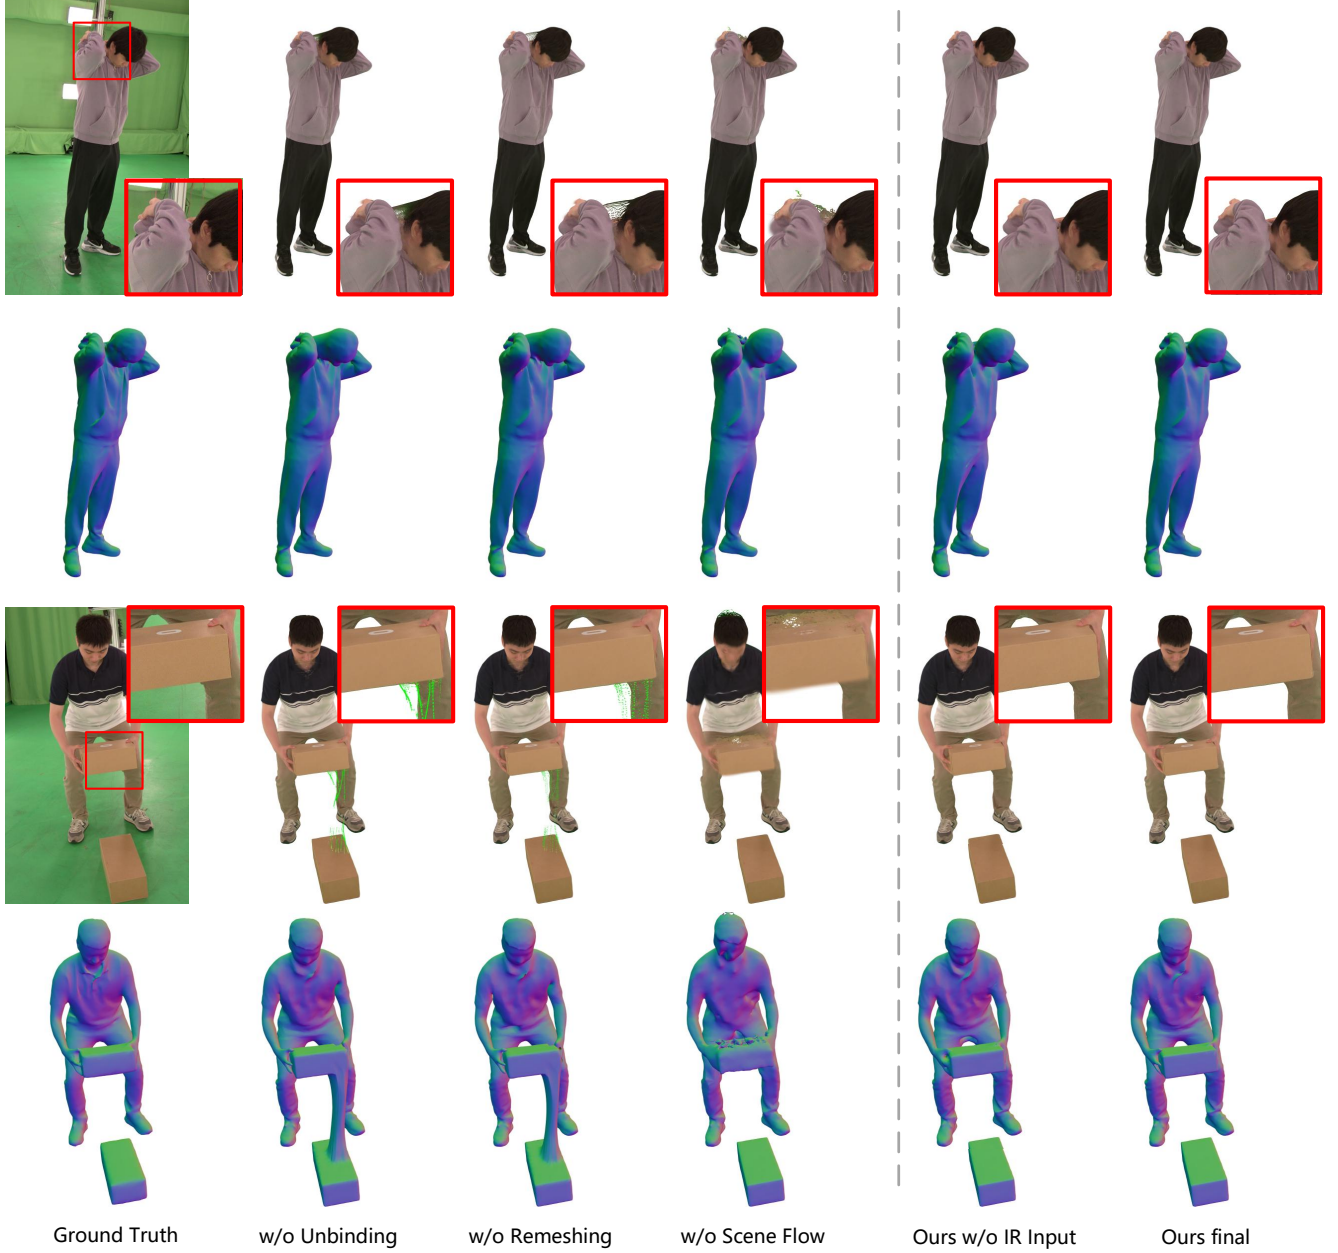 Ground Truth
w/o Unbinding
w/o Remeshing
w/o Scene Flow
Ours w/o IR Input
Ours final